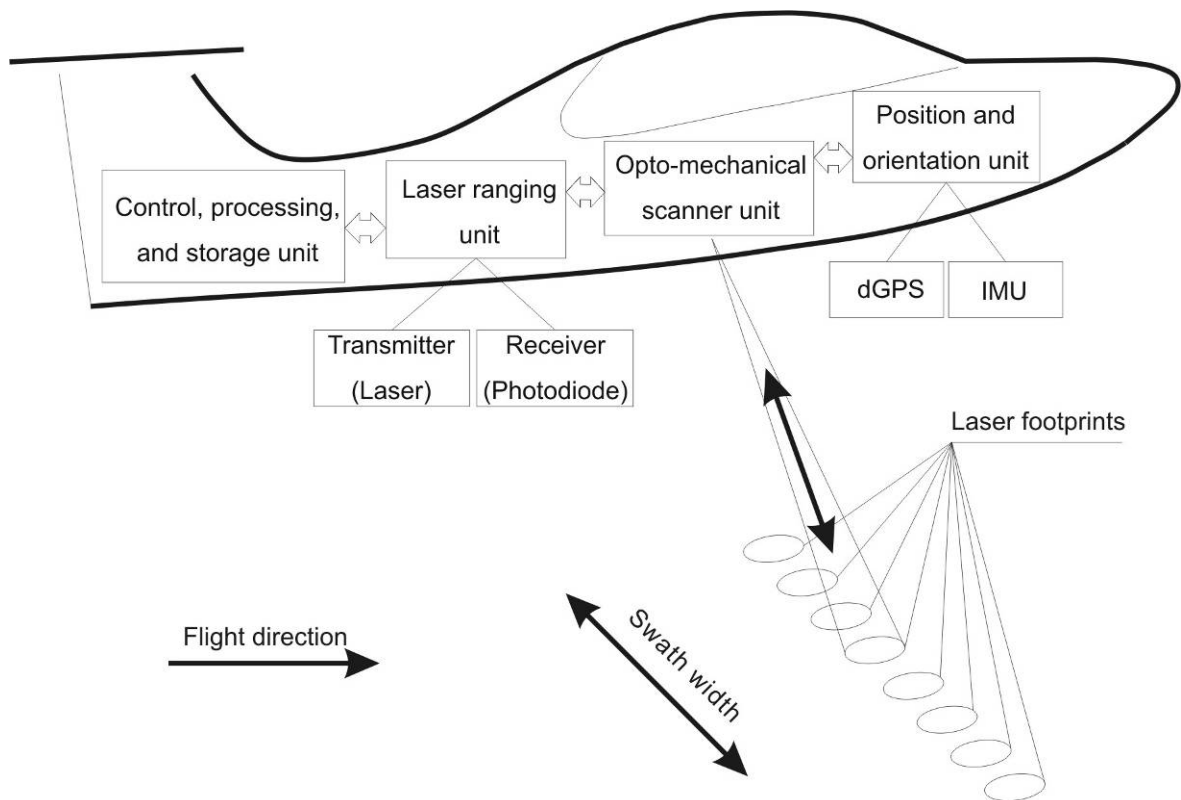 Position and
orientation unit
Opto-mechanical
scanner unit
Laser ranging
unit
Control, processing,
and storage unit
dGPS
IMU
Transmitter
(Laser)
Receiver
(Photodiode)
Laser footprints
Flight direction
Swath width